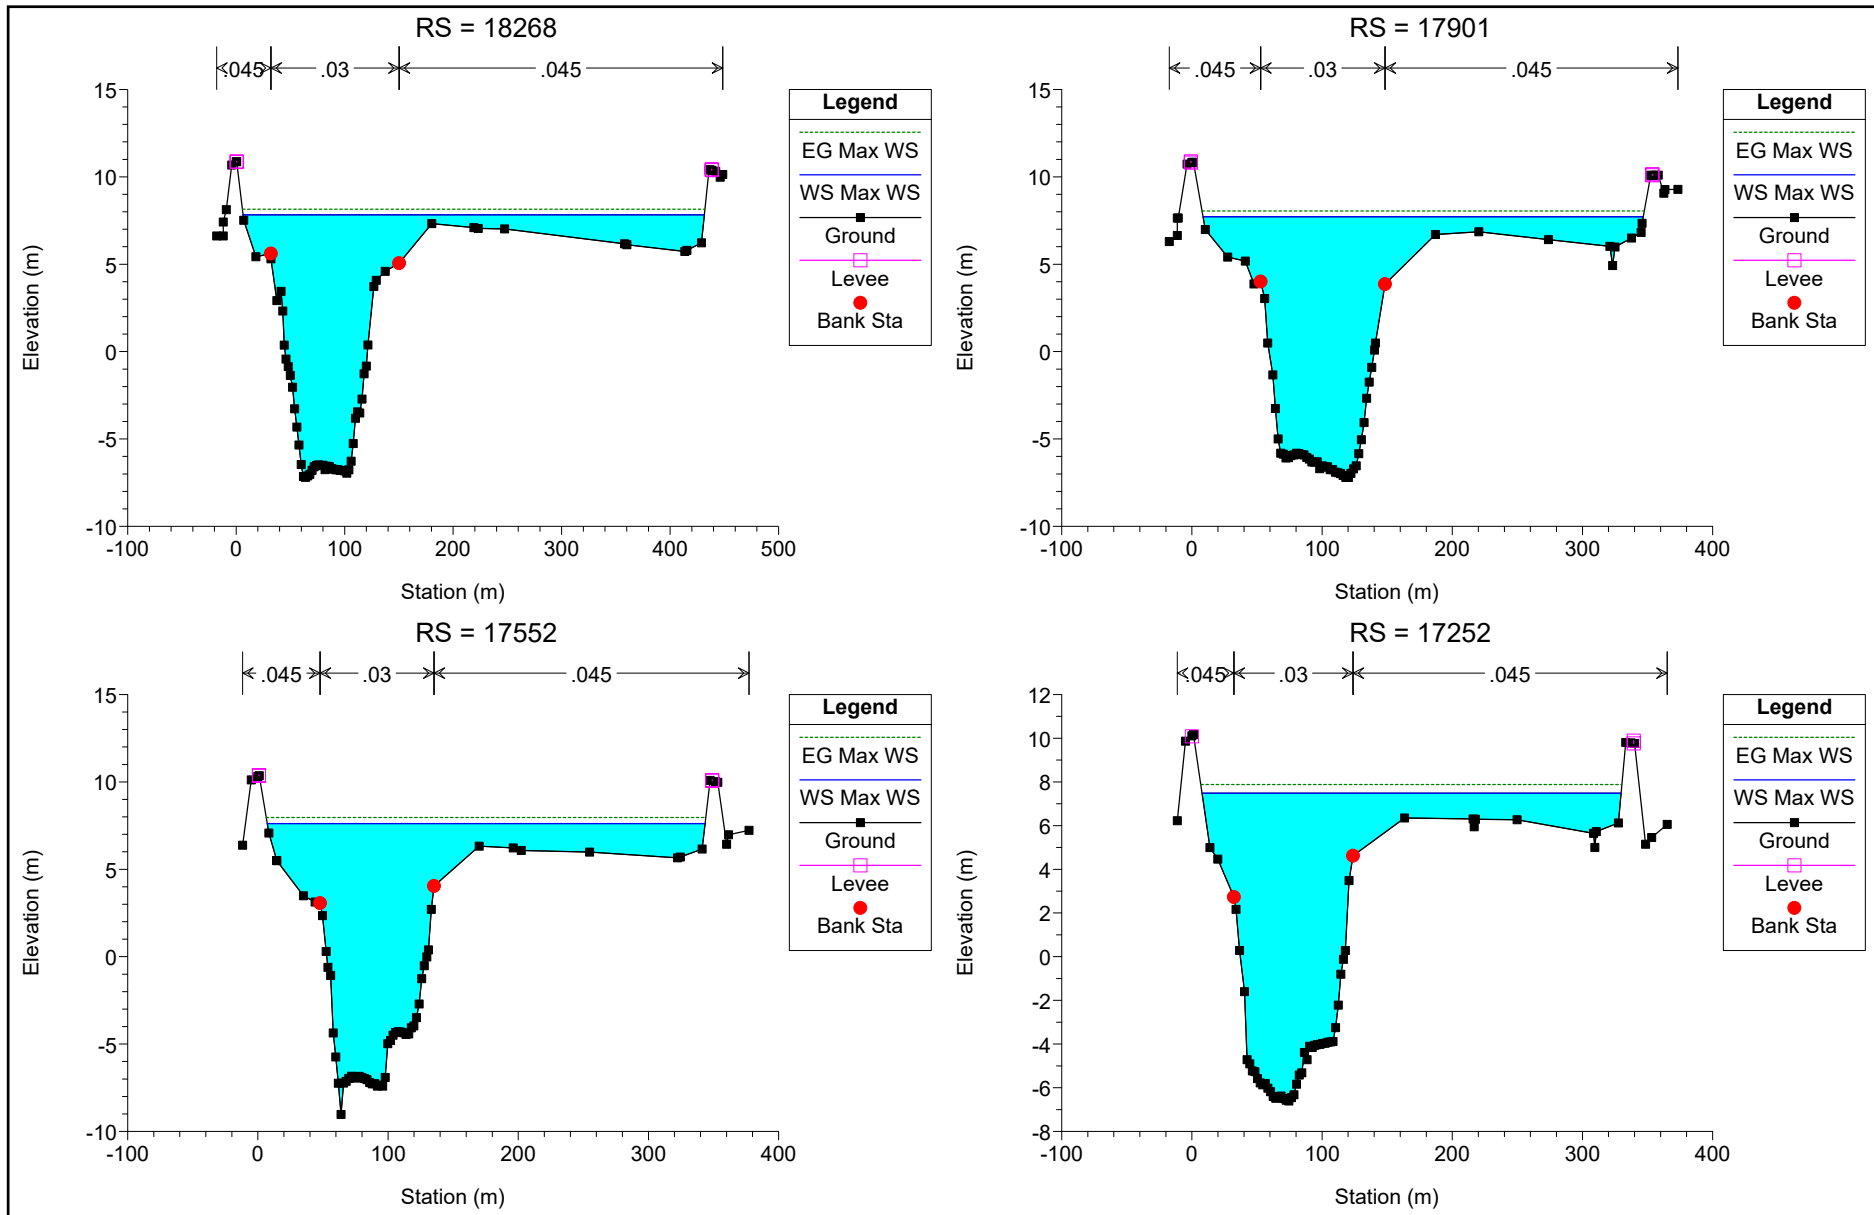 RS = 18268
.045 .03 .045
15
10
5
0
-5
-10
-100 0 100 200 300 400 500
Elevation (m)
Station (m)
Legend
EG Max WS
WS Max WS
Ground
Levee
Bank Sta
RS = 17901
.045 .03 .045
15
10
5
0
-5
-10
-100 0 100 200 300 400
Elevation (m)
Station (m)
Legend
EG Max WS
WS Max WS
Ground
Levee
Bank Sta
RS = 17552
.045 .03 .045
15
10
5
0
-5
-10
-100 0 100 200 300 400
Elevation (m)
Station (m)
Legend
EG Max WS
WS Max WS
Ground
Levee
Bank Sta
RS = 17252
.045 .03 .045
12
10
8
6
4
2
0
-2
-4
-6
-8
-100 0 100 200 300 400
Elevation (m)
Station (m)
Legend
EG Max WS
WS Max WS
Ground
Levee
Bank Sta